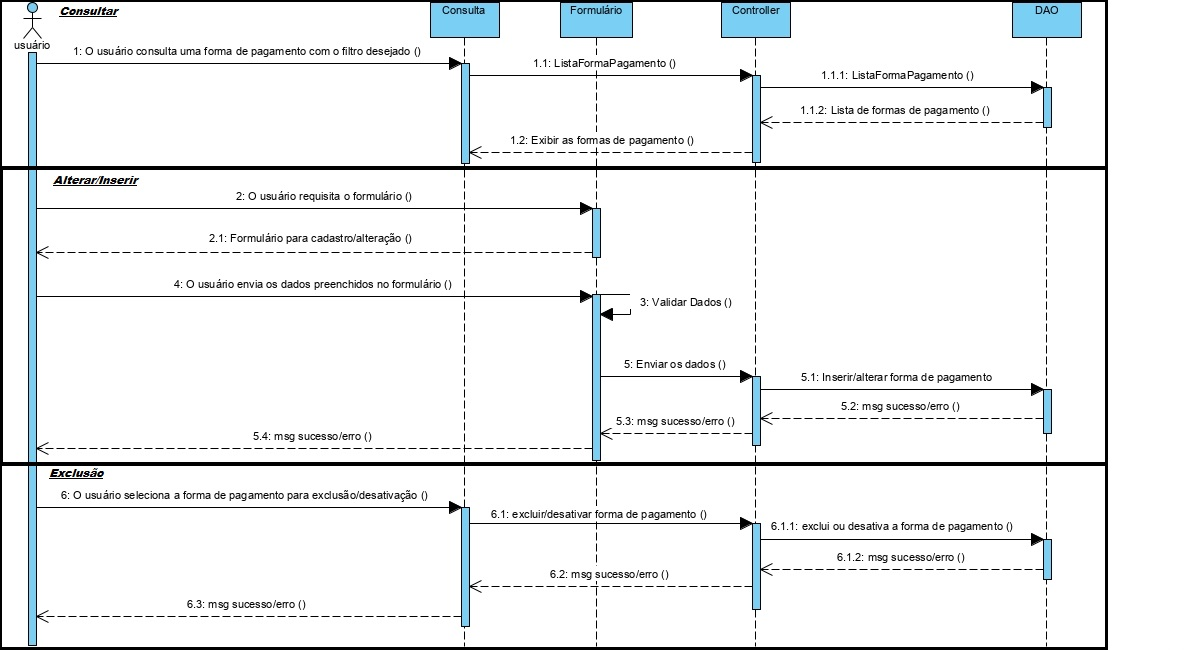 Consultar
Consulta
Formulário
Controller
DAO
usuário
1: O usuário consulta uma forma de pagamento com o filtro desejado ()
1.1: ListaFormaPagamento ()
1.1.1: ListaFormaPagamento ()
1.1.2: Lista de formas de pagamento ()
1.2: Exibir as formas de pagamento ()
Alterar/Inserir
2: O usuário requisita o formulário ()
2.1: Formulário para cadastro/alteração ()
4: O usuário envia os dados preenchidos no formulário ()
3: Validar Dados ()
5: Enviar os dados ()
5.1: Inserir/alterar forma de pagamento
5.2: msg sucesso/erro ()
5.3: msg sucesso/erro ()
5.4: msg sucesso/erro ()
Exclusão
6: O usuário seleciona a forma de pagamento para exclusão/desativação ()
6.1: excluir/desativar forma de pagamento ()
6.1.1: exclui ou desativa a forma de pagamento ()
6.1.2: msg sucesso/erro ()
6.2: msg sucesso/erro ()
6.3: msg sucesso/erro ()